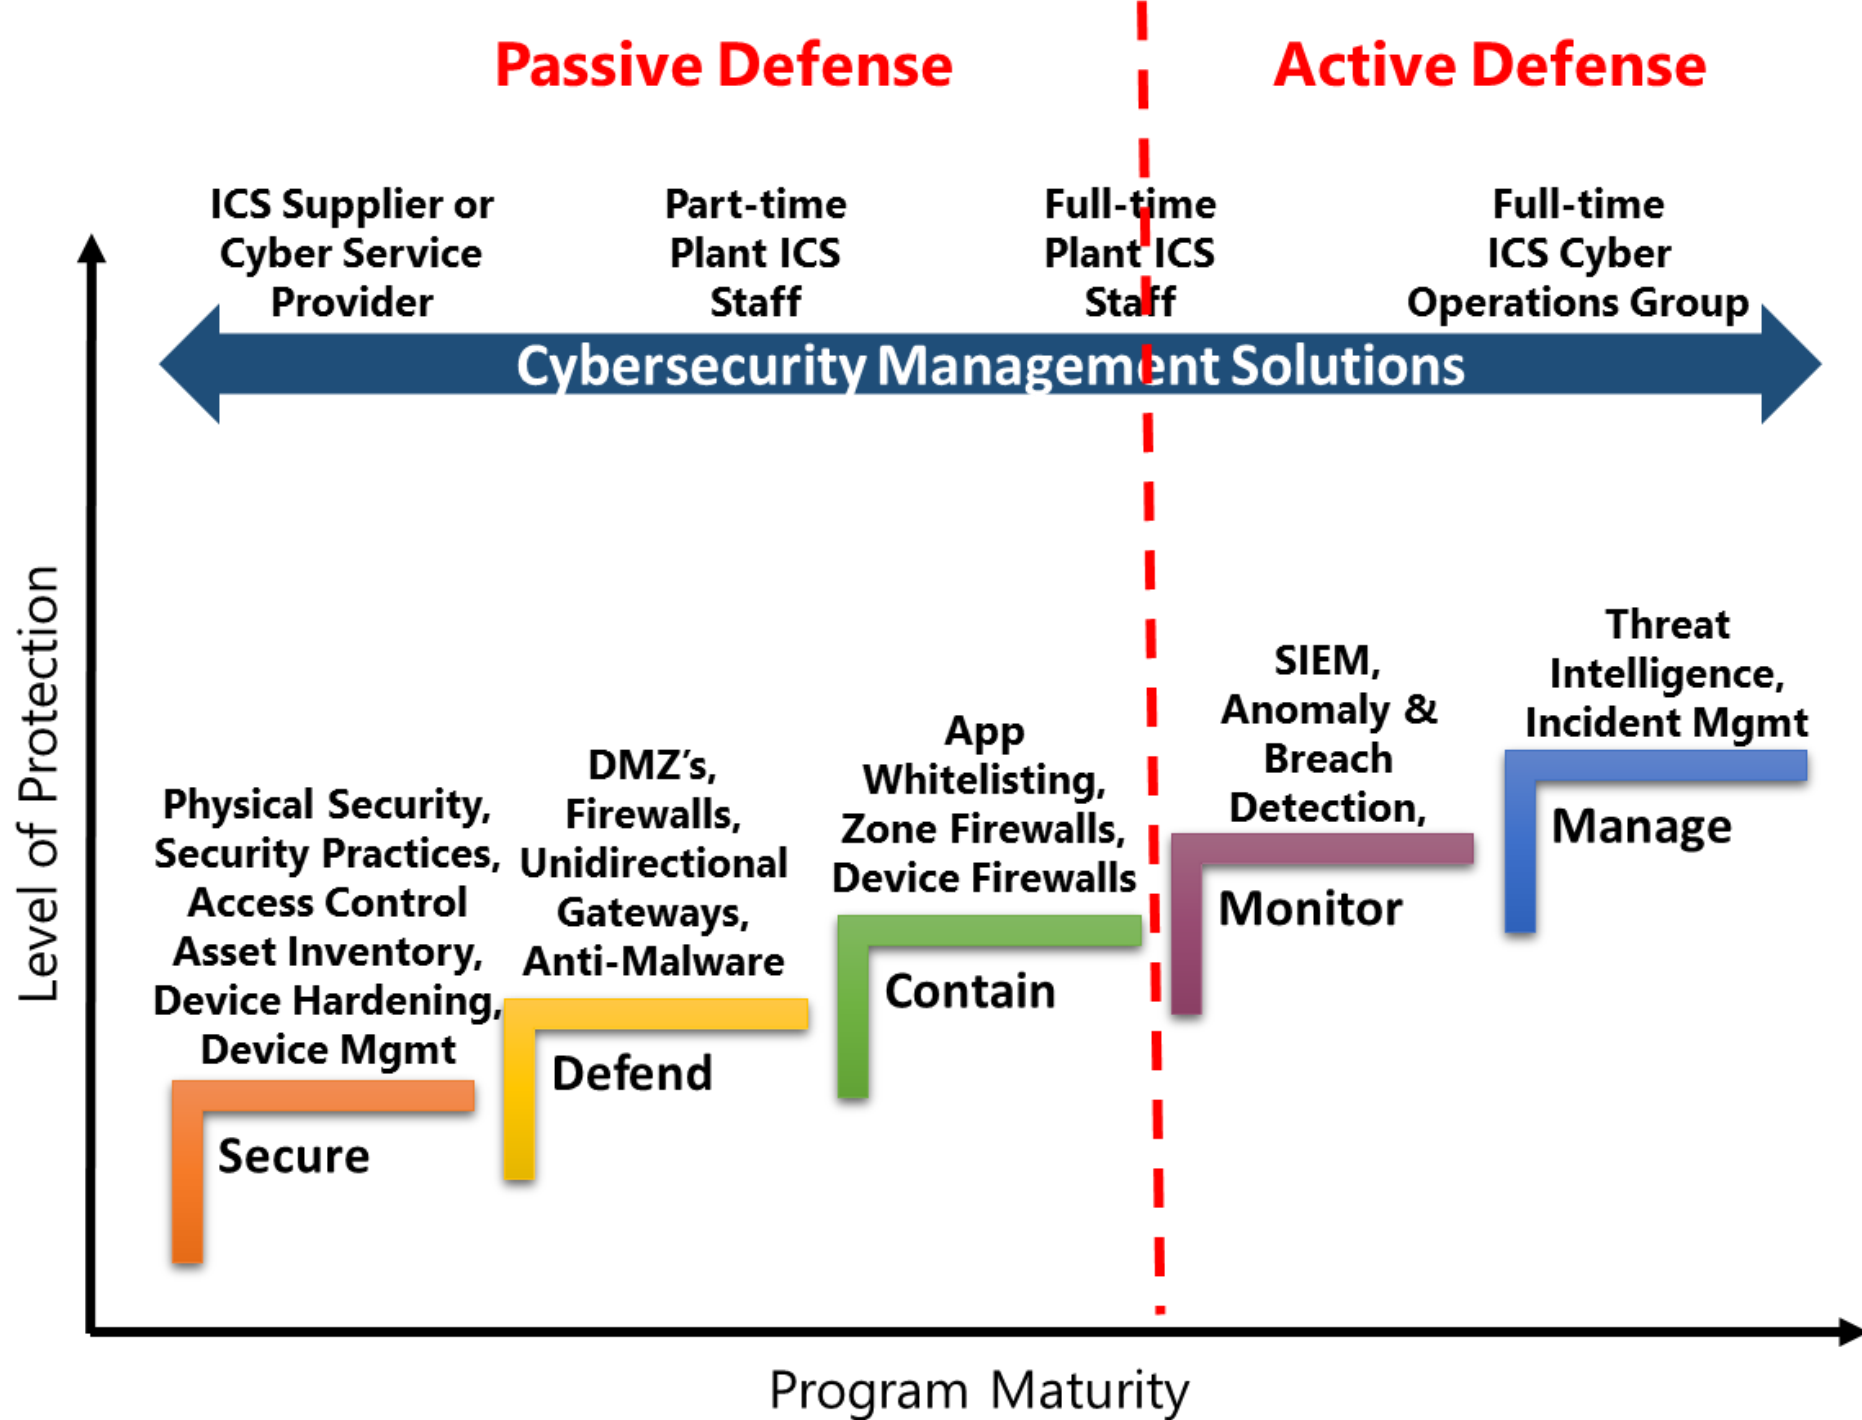 Passive Defense
Active Defense
ICS Supplier or
Cyber Service
Provider
Part-time
Plant ICS
Staff
Full-time
Plant ICS
Staff
Full-time
ICS Cyber
Operations Group
Cybersecurity Management Solutions
Level of Protection
Physical Security,
Security Practices,
Access Control
Asset Inventory,
Device Hardening,
Device Mgmt
Secure
DMZ’s,
Firewalls,
Unidirectional
Gateways,
Anti-Malware
Defend
App
Whitelisting,
Zone Firewalls,
Device Firewalls
Contain
SIEM,
Anomaly &
Breach
Detection,
Monitor
Threat
Intelligence,
Incident Mgmt
Manage
Program Maturity